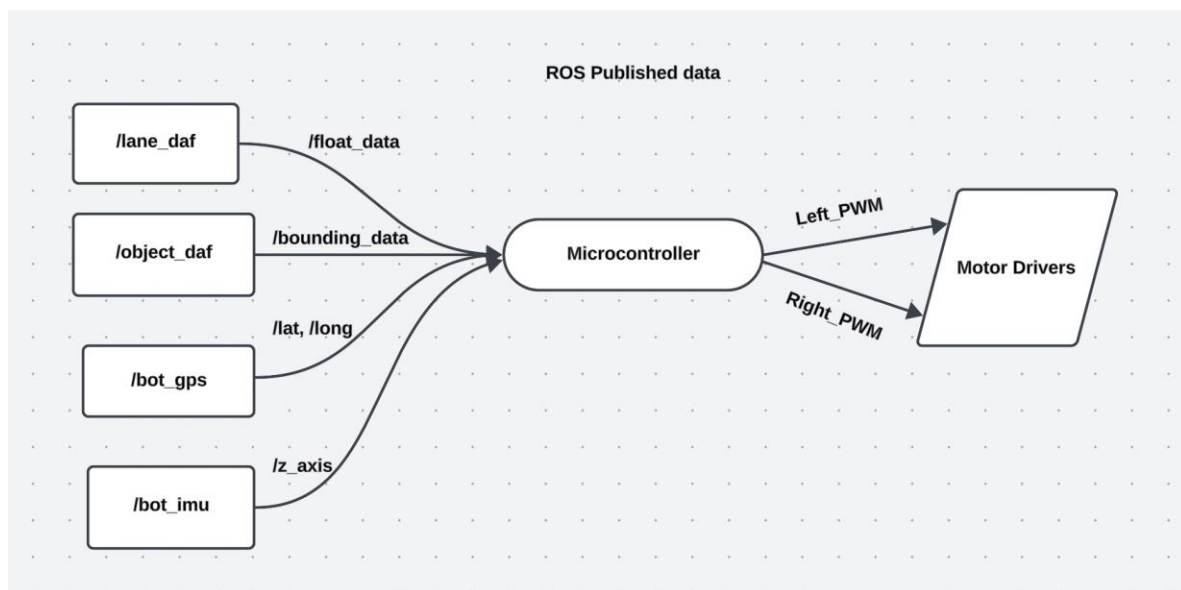 ROS Published data
/lane_daf
/float_data
/object_daf
/bounding_data
/bot_gps
/lat, /long
/bot_imu
/z_axis
Microcontroller
Left_PWM
Right_PWM
Motor Drivers